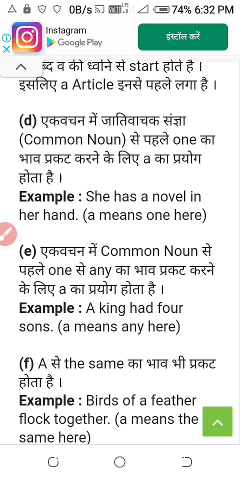 0B/s 74% 6:32 PM
Instagram
Google Play
इंस्टॉल करें
ब्द व की ध्वनि से start होते है ।
इसलिए a Article इनसे पहले लगा है ।
(d) एकवचन में जातिवाचक संज्ञा
(Common Noun) से पहले one का
भाव प्रकट करने के लिए a का प्रयोग
होता है ।
Example : She has a novel in
her hand. (a means one here)
(e) एकवचन में Common Noun से
पहले one से any का भाव प्रकट करने
के लिए a का प्रयोग होता है ।
Example : A king had four
sons. (a means any here)
(f) A से the same का भाव भी प्रकट
होता है ।
Example : Birds of a feather
flock together. (a means the
same here)